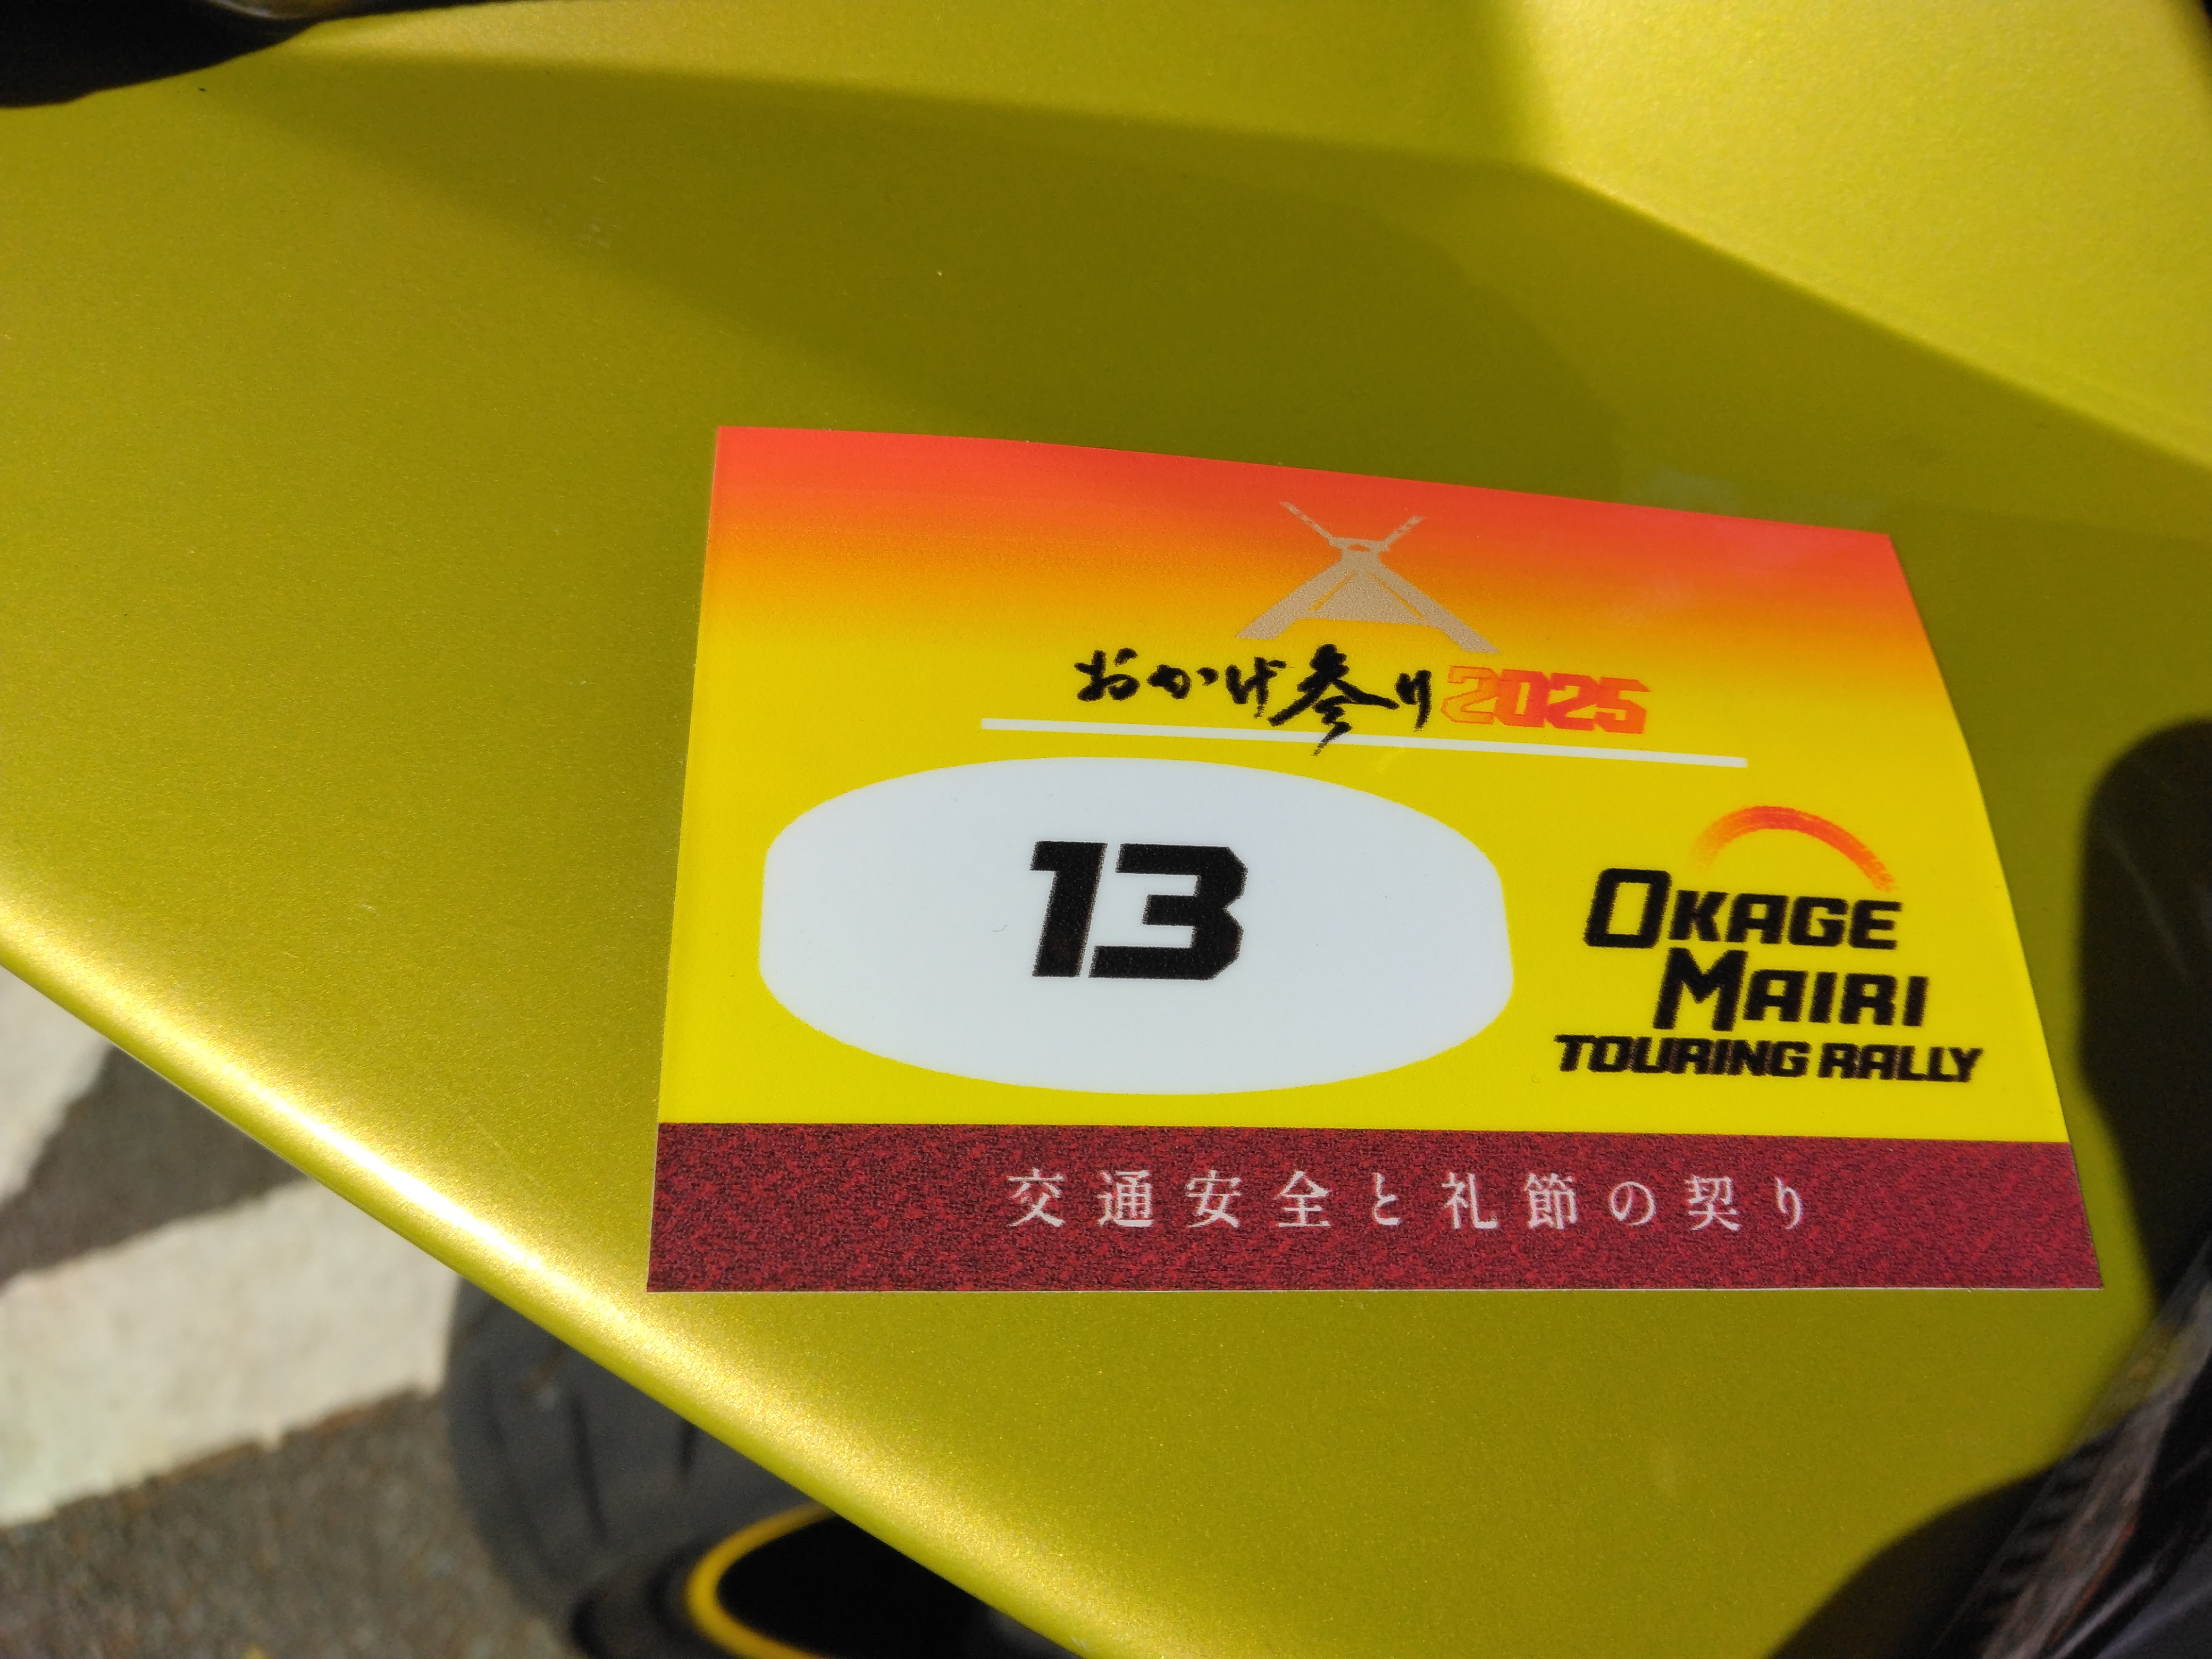 おかげ参り2025
13
OKAGE
MAIRI
TOURING RALLY
交通安全と礼節の契り